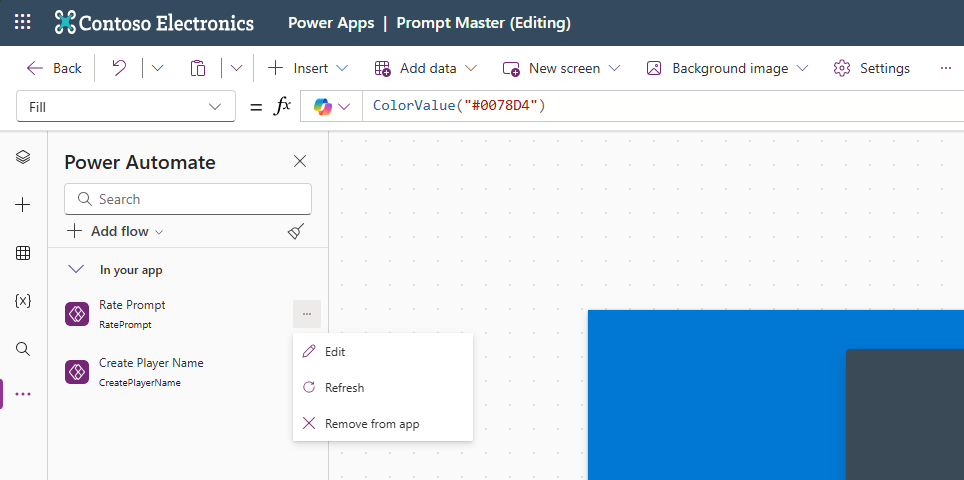 Contoso Electronics Power Apps | Prompt Master (Editing)
Back Insert Add data New screen Background image Settings ...
Fill = fx ColorValue("#0078D4")
Power Automate
Search
Add flow
In your app
Rate Prompt
RatePrompt
...
Edit
Create Player Name
CreatePlayerName
Refresh
Remove from app
{x}